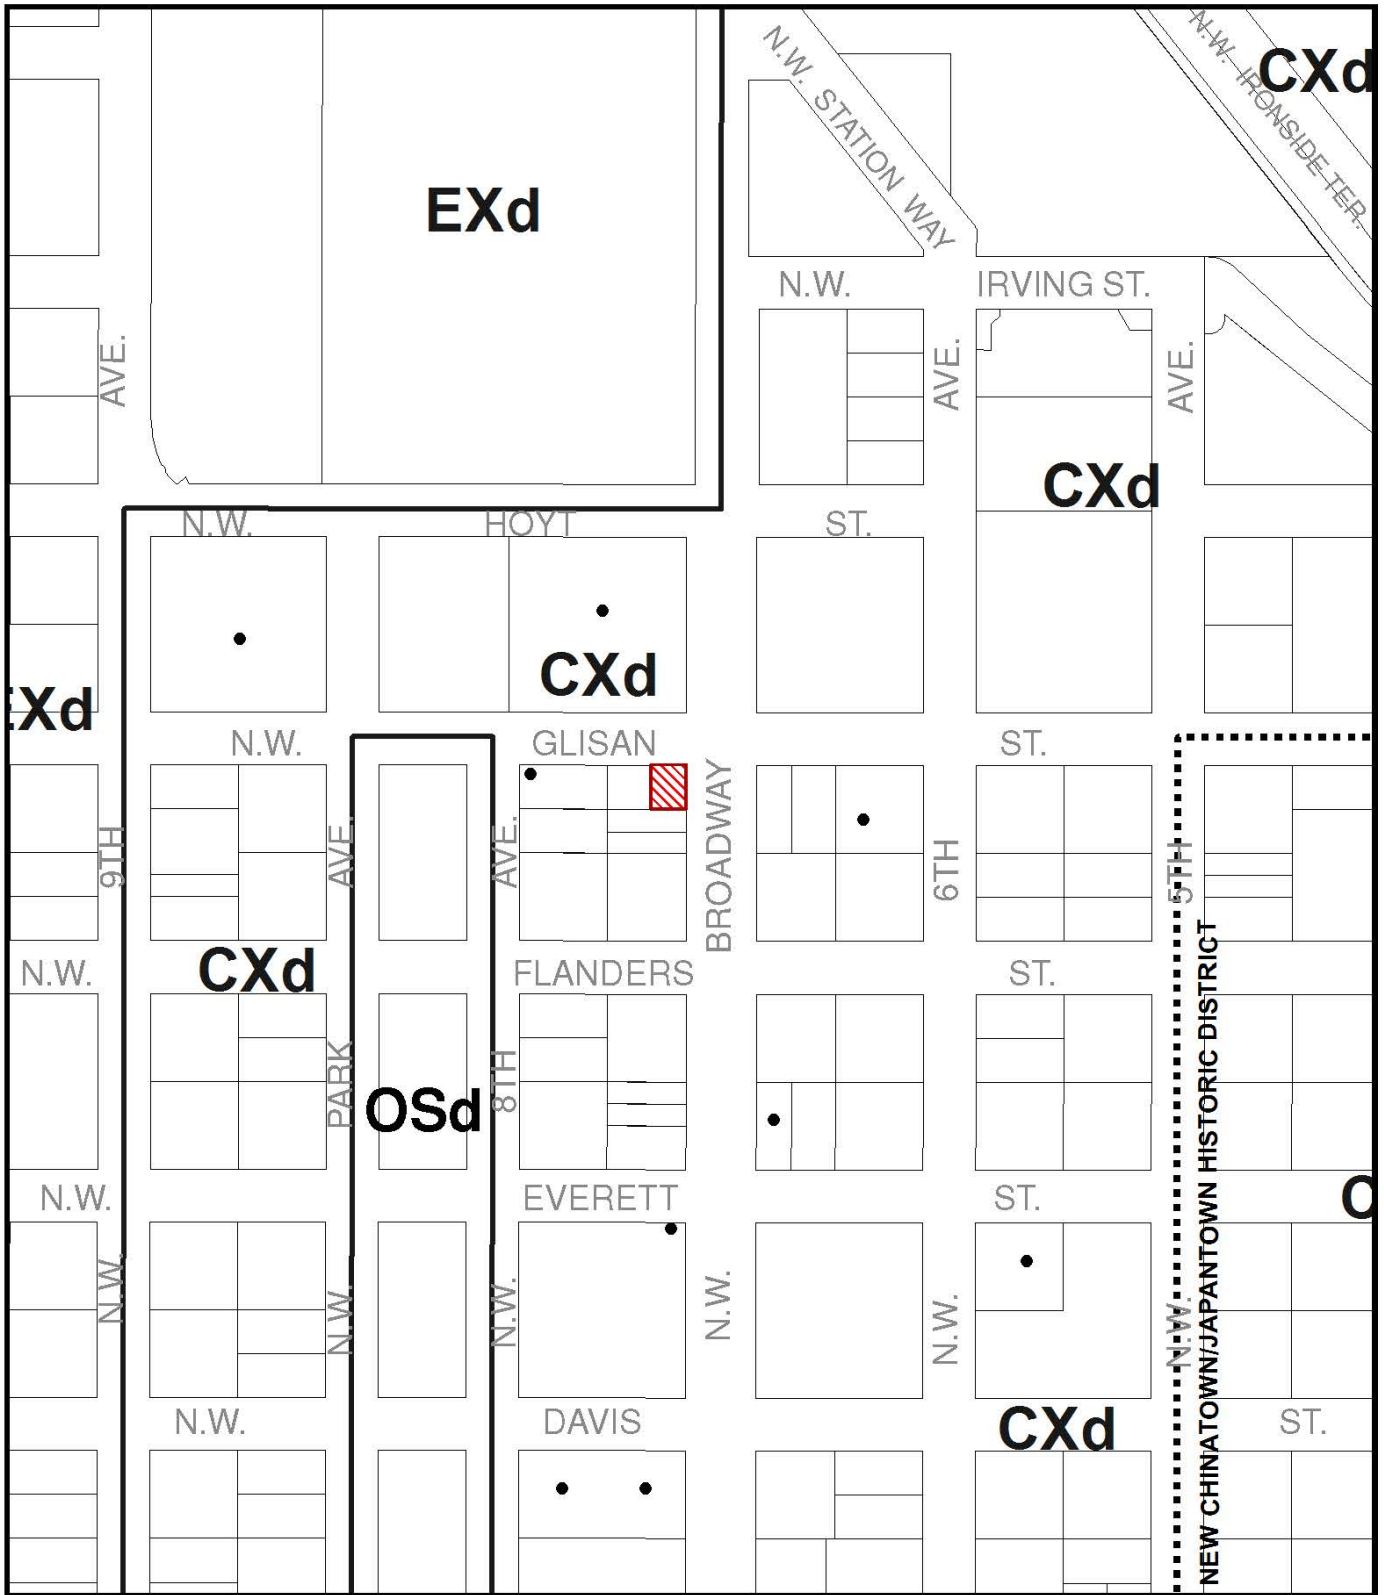 N.W. STATION WAY
N.W. IRONSIDE TER.
CXd
EXd
N.W.
IRVING ST.
AVE.
AVE.
AVE.
CXd
N.W.
HOYT
ST.
CXd
EXd
N.W.
GLISAN
ST.
9TH
AVE.
AVE.
BROADWAY
6TH
5TH
N.W.
CXd
FLANDERS
ST.
PARK
OSd
8TH
NEW CHINATOWN/JAPANTOWN HISTORIC DISTRICT
N.W.
EVERETT
ST.
C
N.W.
N.W.
N.W.
N.W.
N.W.
N.W.
N.W.
DAVIS
CXd
ST.